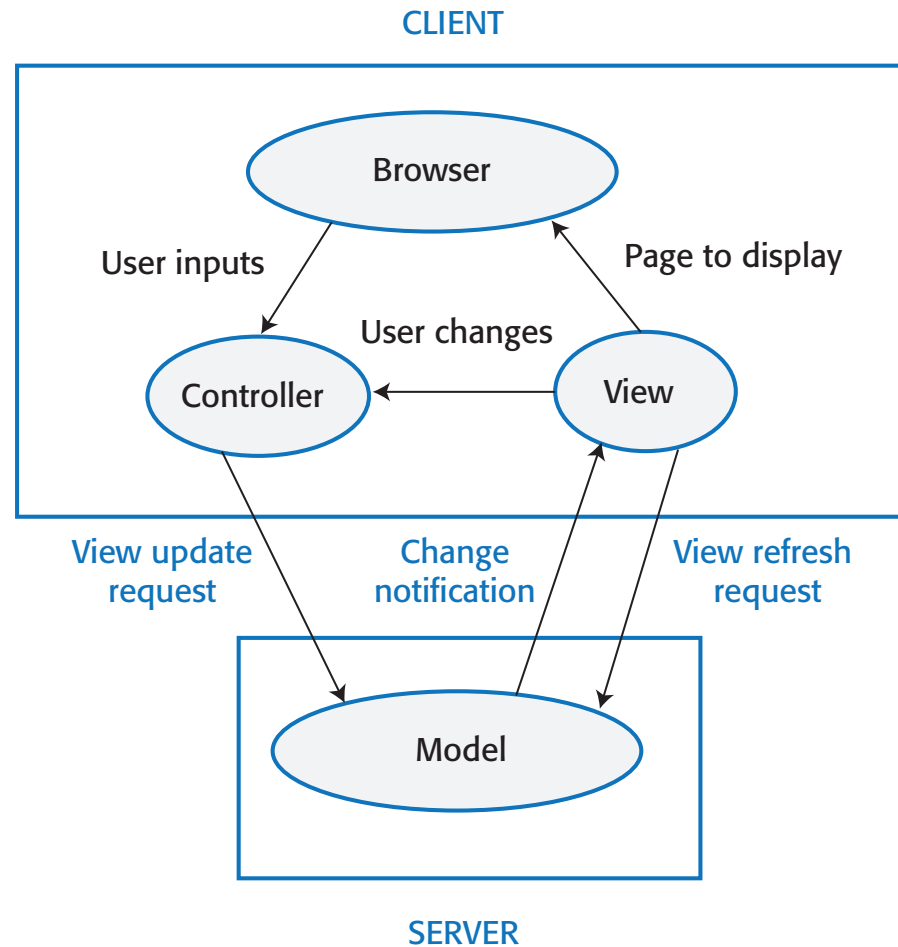 CLIENT
Browser
User inputs
Page to display
User changes
Controller
View
View update
request
Change
notification
View refresh
request
Model
SERVER